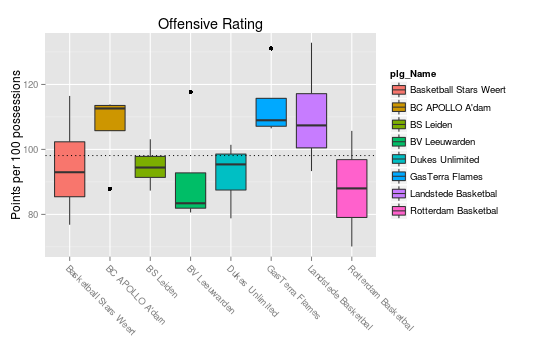 Offensive Rating
Points per 100 possessions
120
100
80
Basketball Stars Weert
BC APOLLO A'dam
BS Leiden
BV Leeuwarden
Dukes Unlimited
GasTerra Flames
Landstede Basketbal
Rotterdam Basketbal
plg_Name
Basketball Stars Weert
BC APOLLO A'dam
BS Leiden
BV Leeuwarden
Dukes Unlimited
GasTerra Flames
Landstede Basketbal
Rotterdam Basketbal